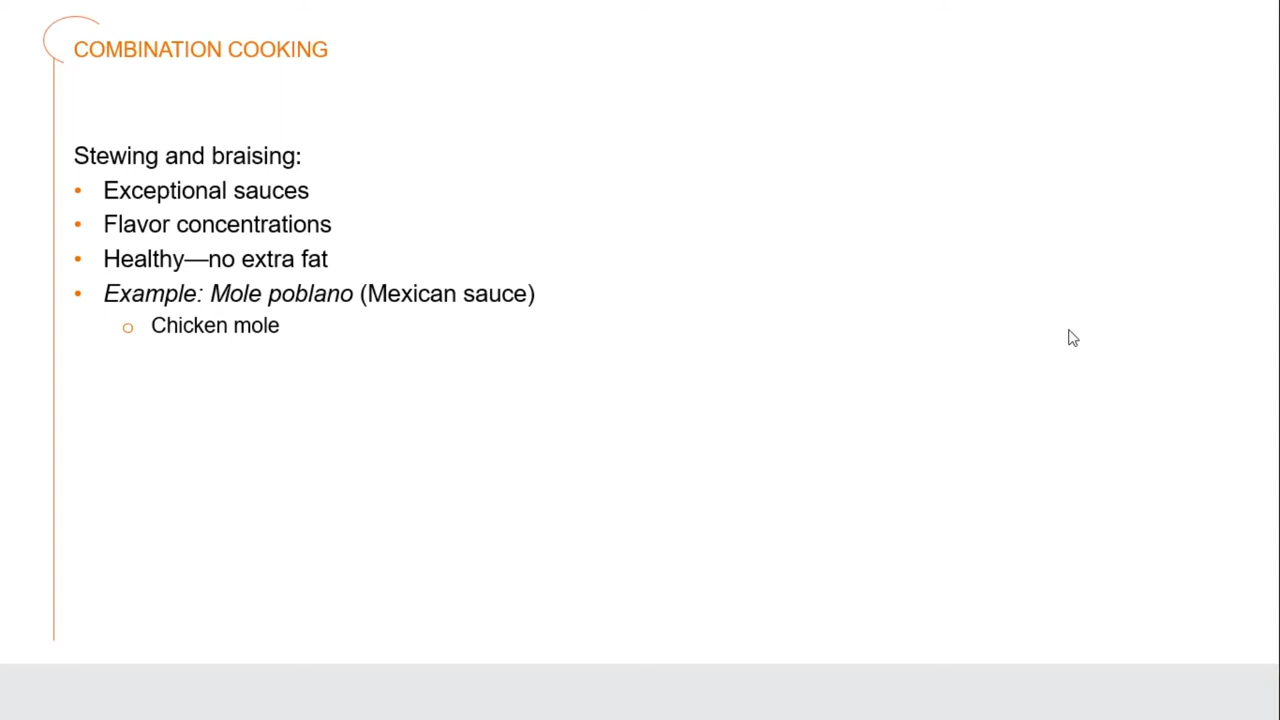 COMBINATION COOKING
Stewing and braising:
• Exceptional sauces
• Flavor concentrations
• Healthy—no extra fat
• Example: Mole poblano (Mexican sauce)
o Chicken mole